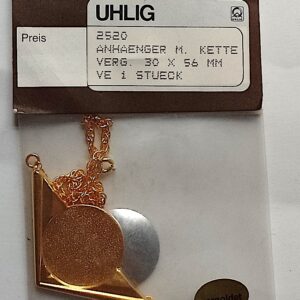 UHLIG
Preis
2520
ANHAENGER M. KETTE
VERG. 30 X 56 MM
VE 1 STUECK